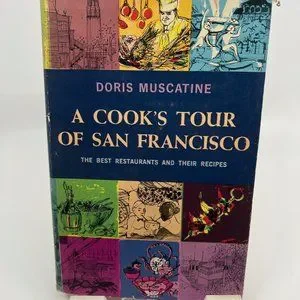 DORIS MUSCATINE
A COOK'S TOUR
OF SAN FRANCISCO
THE BEST RESTAURANTS AND THEIR RECIPES